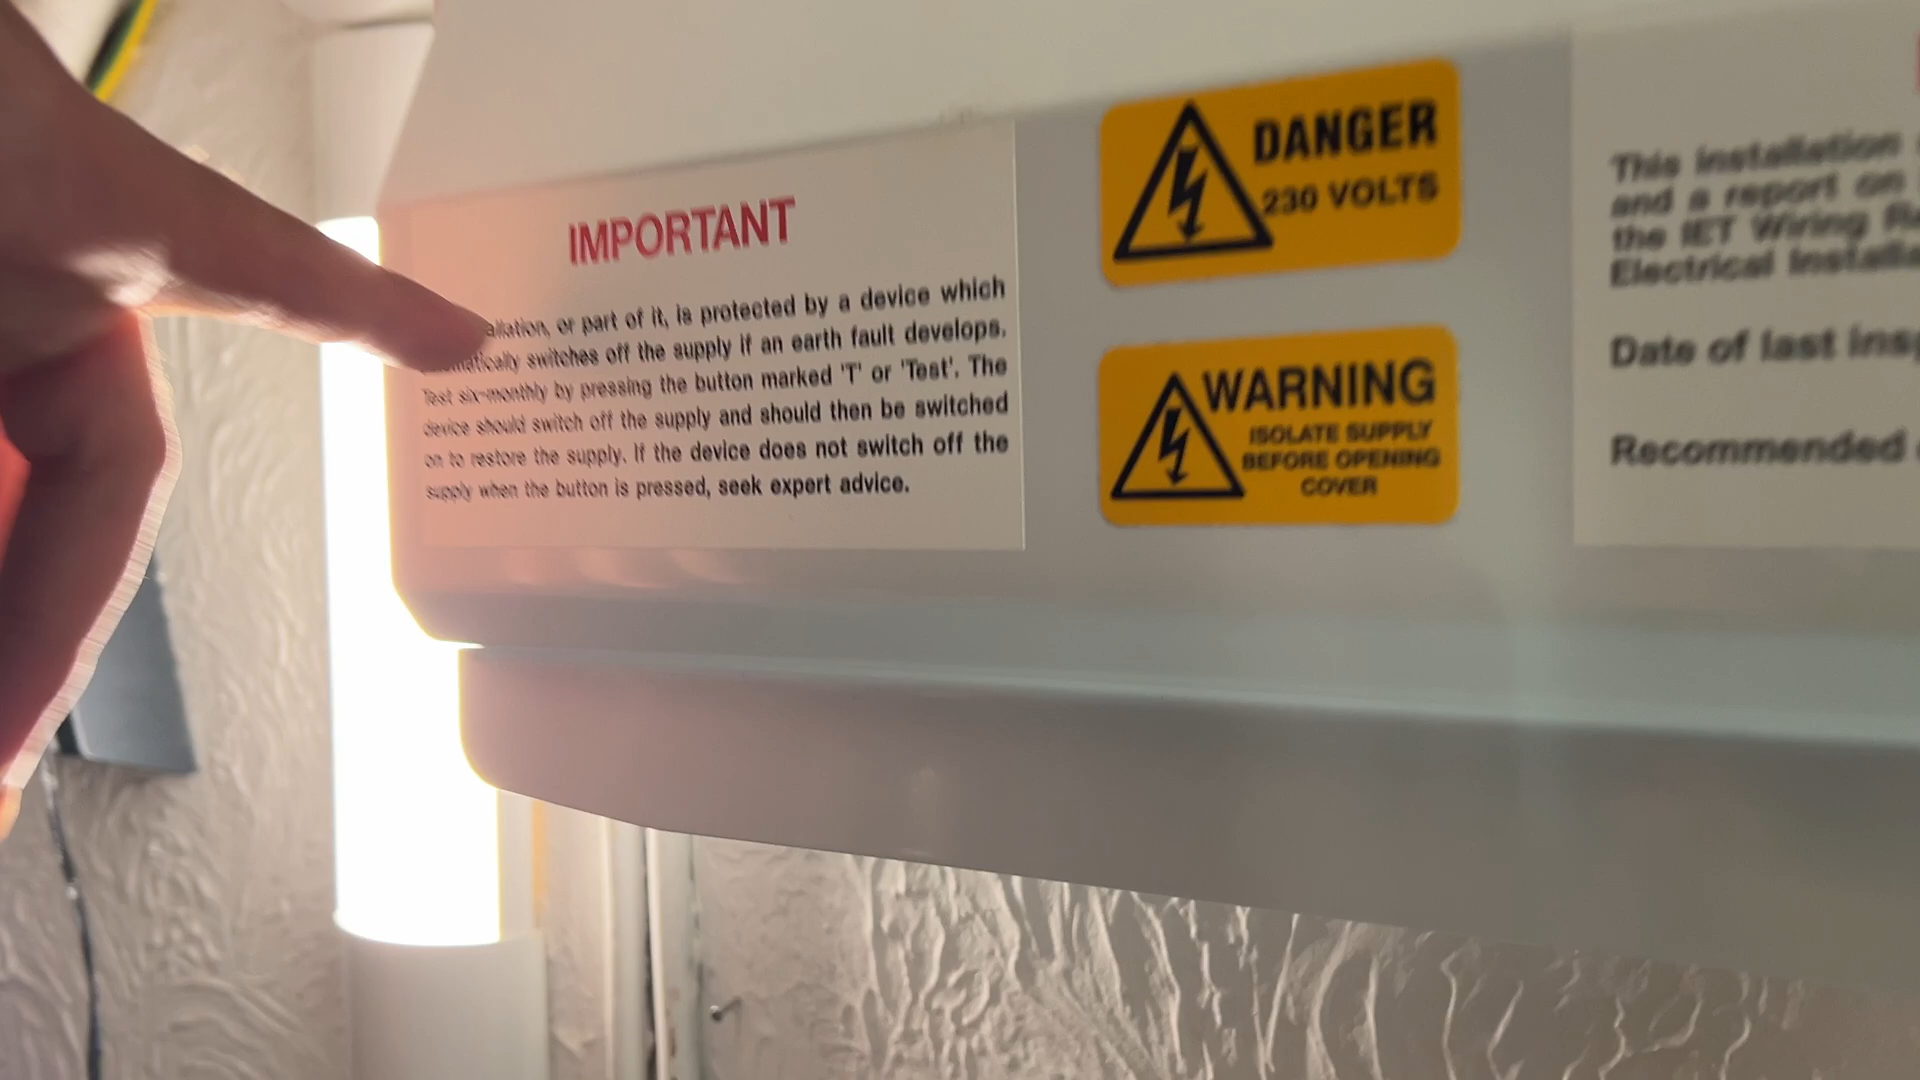 IMPORTANT
or part of it, is protected by a device which
switches off the supply if an earth fault develops.
Test six-monthly by pressing the button marked 'T' or 'Test'. The
device should switch off the supply and should then be switched
on to restore the supply. If the device does not switch off the
supply when the button is pressed, seek expert advice.
DANGER
230 VOLTS
WARNING
ISOLATE SUPPLY
BEFORE OPENING
COVER
This installation
and a report on
the IET Wiring
Electrical
Date of last
Recommended